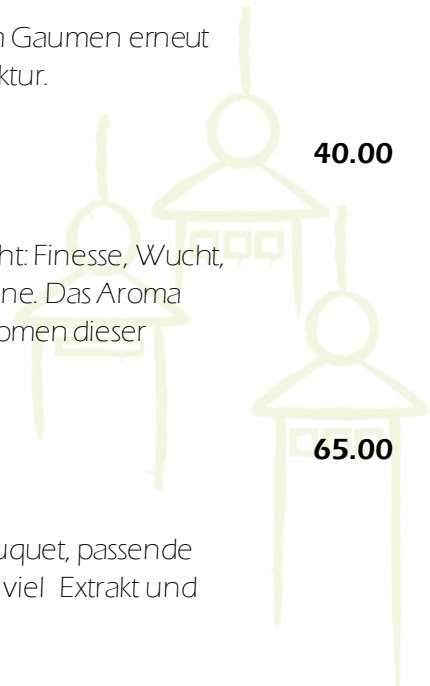 Gaumen erneut
ktur.
40.00
ht: Finesse, Wucht,
ne. Das Aroma
omen dieser
65.00
uquet, passende
viel Extrakt und